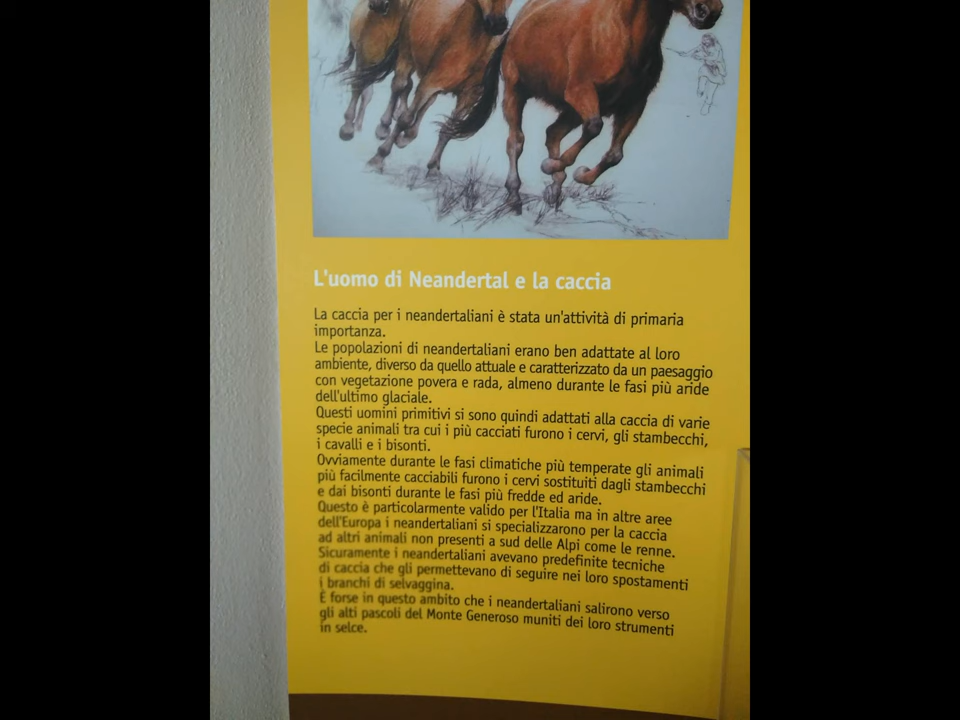 L'uomo di Neandertal e la caccia
La caccia per i neandertaliani è stata un'attività di primaria
importanza.
Le popolazioni di neandertaliani erano ben adattate al loro
ambiente, diverso da quello attuale e caratterizzato da un paesaggio
con vegetazione povera e rada, almeno durante le fasi più aride
dell'ultimo glaciale.
Questi uomini primitivi si sono quindi adattati alla caccia di varie
specie animali tra cui i più cacciati furono i cervi, gli stambecchi,
i cavalli e i bisonti.
Ovviamente durante le fasi climatiche più temperate gli animali
più facilmente cacciabili furono i cervi sostituiti dagli stambecchi
e dai bisonti durante le fasi più fredde ed aride.
Questo è particolarmente valido per l'Italia ma in altre aree
dell'Europa i neandertaliani si specializzarono per la caccia
ad altri animali non presenti a sud delle Alpi come le renne.
Sicuramente i neandertaliani avevano predefinite tecniche
di caccia che gli permettevano di seguire nei loro spostamenti
i branchi di selvaggina.
È forse in questo ambito che i neandertaliani salirono verso
gli alti pascoli del Monte Generoso muniti dei loro strumenti
in selce.